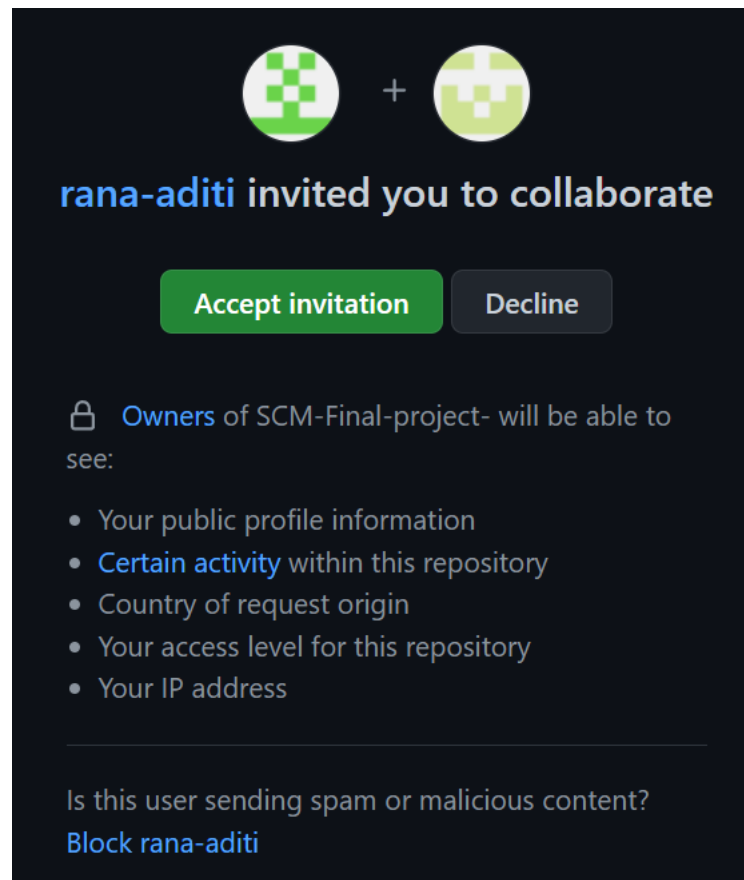 +
rana-aditi invited you to collaborate
Accept invitation Decline
Owners of SCM-Final-project- will be able to
see:
• Your public profile information
• Certain activity within this repository
• Country of request origin
• Your access level for this repository
• Your IP address
Is this user sending spam or malicious content?
Block rana-aditi